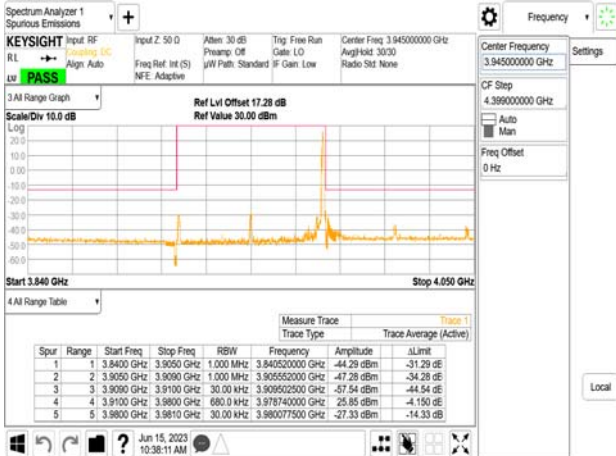 Spectrum Analyzer 1
Spurious Emissions
Frequency
KEYSIGHT Input: RF Input Z: 50 Ω Atten: 30 dB Trig: Free Run Center Freq: 3.945000000 GHz
RL Coupling: DC Preamp: Off Gate: LO Avg|Hold: 30/30
Align: Auto Freq Ref: Int (S) µW Path: Standard IF Gain: Low Radio Std: None
LV PASS NFE: Adaptive
Center Frequency
3.945000000 GHz
Settings
CF Step
4.399000000 GHz
Auto
Man
Freq Offset
0 Hz
Local
3 All Range Graph
Ref Lvl Offset 17.28 dB
Scale/Div 10.0 dB Ref Value 30.00 dBm
Log
20.0
10.0
0.00
-10.0
-20.0
-30.0
-40.0
-50.0
-60.0
Start 3.840 GHz Stop 4.050 GHz
4 All Range Table
Measure Trace Trace 1
Trace Type Trace Average (Active)
Spur Range Start Freq Stop Freq RBW Frequency Amplitude ΔLimit
1 1 3.8400 GHz 3.9050 GHz 1.000 MHz 3.840520000 GHz -44.29 dBm -31.29 dB
2 2 3.9050 GHz 3.9090 GHz 1.000 MHz 3.905552000 GHz -47.28 dBm -34.28 dB
3 3 3.9090 GHz 3.9100 GHz 30.00 kHz 3.909502500 GHz -57.54 dBm -44.54 dB
4 4 3.9100 GHz 3.9800 GHz 680.0 kHz 3.978740000 GHz 25.85 dBm -4.150 dB
5 5 3.9800 GHz 3.9810 GHz 30.00 kHz 3.980077500 GHz -27.33 dBm -14.33 dB
Jun 15, 2023
10:38:11 AM